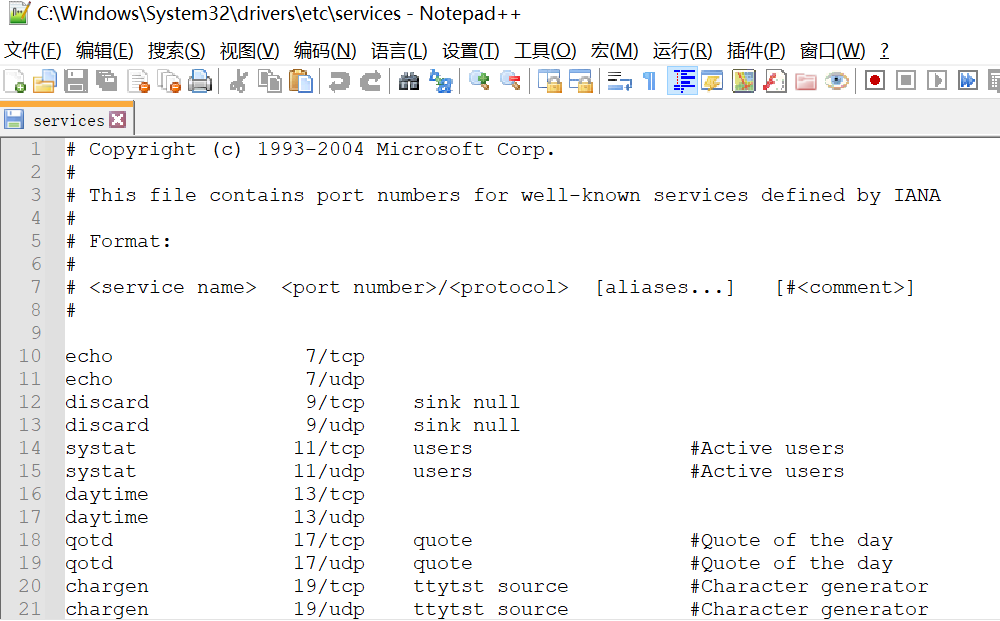 C:\Windows\System32\drivers\etc\services - Notepad++
文件(F) 编辑(E) 搜索(S) 视图(V) 编码(N) 语言(L) 设置(T) 工具(O) 宏(M) 运行(R) 插件(P) 窗口(W) ?
services
1 # Copyright (c) 1993-2004 Microsoft Corp.
2 #
3 # This file contains port numbers for well-known services defined by IANA
4 #
5 # Format:
6 #
7 # <service name> <port number>/<protocol> [aliases...] [#<comment>]
8 #
9
10 echo 7/tcp
11 echo 7/udp
12 discard 9/tcp sink null
13 discard 9/udp sink null
14 systat 11/tcp users #Active users
15 systat 11/udp users #Active users
16 daytime 13/tcp
17 daytime 13/udp
18 qotd 17/tcp quote #Quote of the day
19 qotd 17/udp quote #Quote of the day
20 chargen 19/tcp ttytst source #Character generator
21 chargen 19/udp ttytst source #Character generator